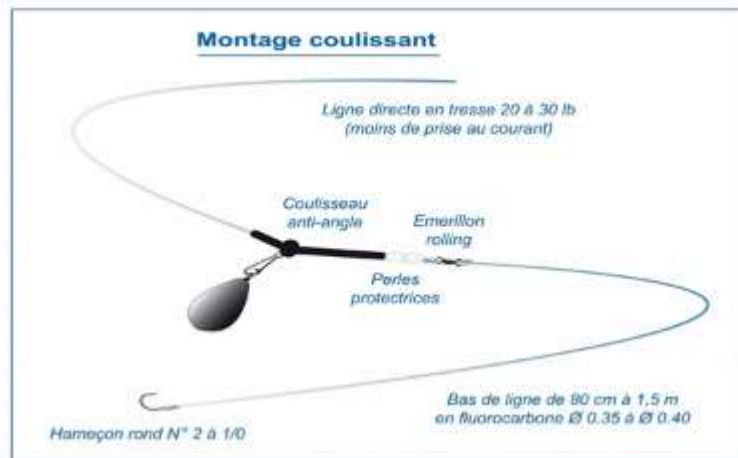 Montage coulissant
Ligne directe en tresse 20 à 30 lb
(moins de prise au courant)
Coulisseau
anti-angle
Emerillon
rolling
Perles
protectrices
Bas de ligne de 80 cm à 1,5 m
en fluorocarbone Ø 0.35 à Ø 0.40
Hameçon rond N° 2 à 1/0